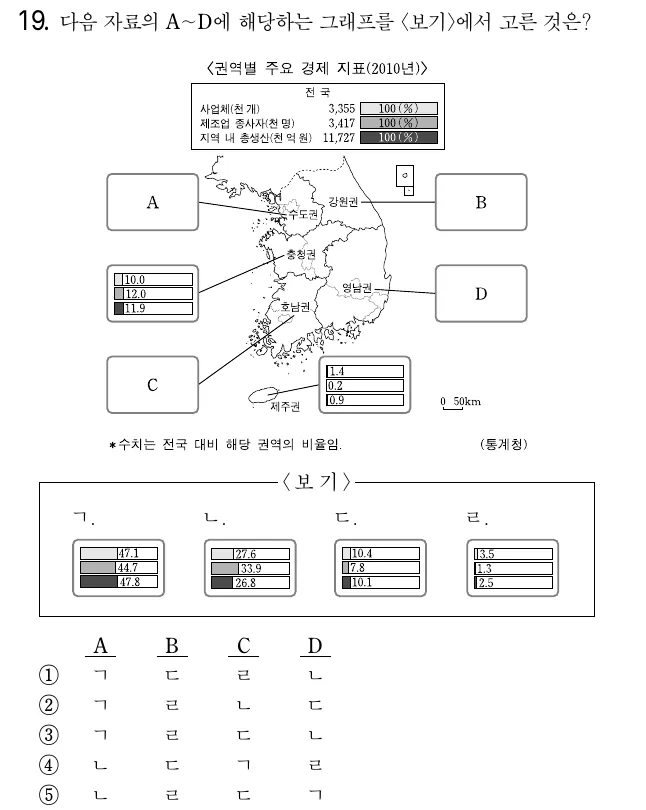 19. 다음 자료의 A~D에 해당하는 그래프를 〈보기〉에서 고른 것은?
〈권역별 주요 경제 지표(2010년)〉
전 국
사업체(천 개) 3,355 100(%)
제조업 종사자(천 명) 3,417 100(%)
지역 내 총생산(천 억 원) 11,727 100(%)
A
강원권
B
수도권
충청권
10.0
12.0
11.9
영남권
D
호남권
C
1.4
0.2
0.9
제주권
0 50km
*수치는 전국 대비 해당 권역의 비율임.
(통계청)
〈보 기〉
ㄱ. ㄴ. ㄷ. ㄹ.
47.1 27.6 10.4 3.5
44.7 33.9 7.8 1.3
47.8 26.8 10.1 2.5
A B C D
① ㄱ ㄷ ㄹ ㄴ
② ㄱ ㄹ ㄴ ㄷ
③ ㄱ ㄹ ㄷ ㄴ
④ ㄴ ㄷ ㄱ ㄹ
⑤ ㄴ ㄹ ㄷ ㄱ